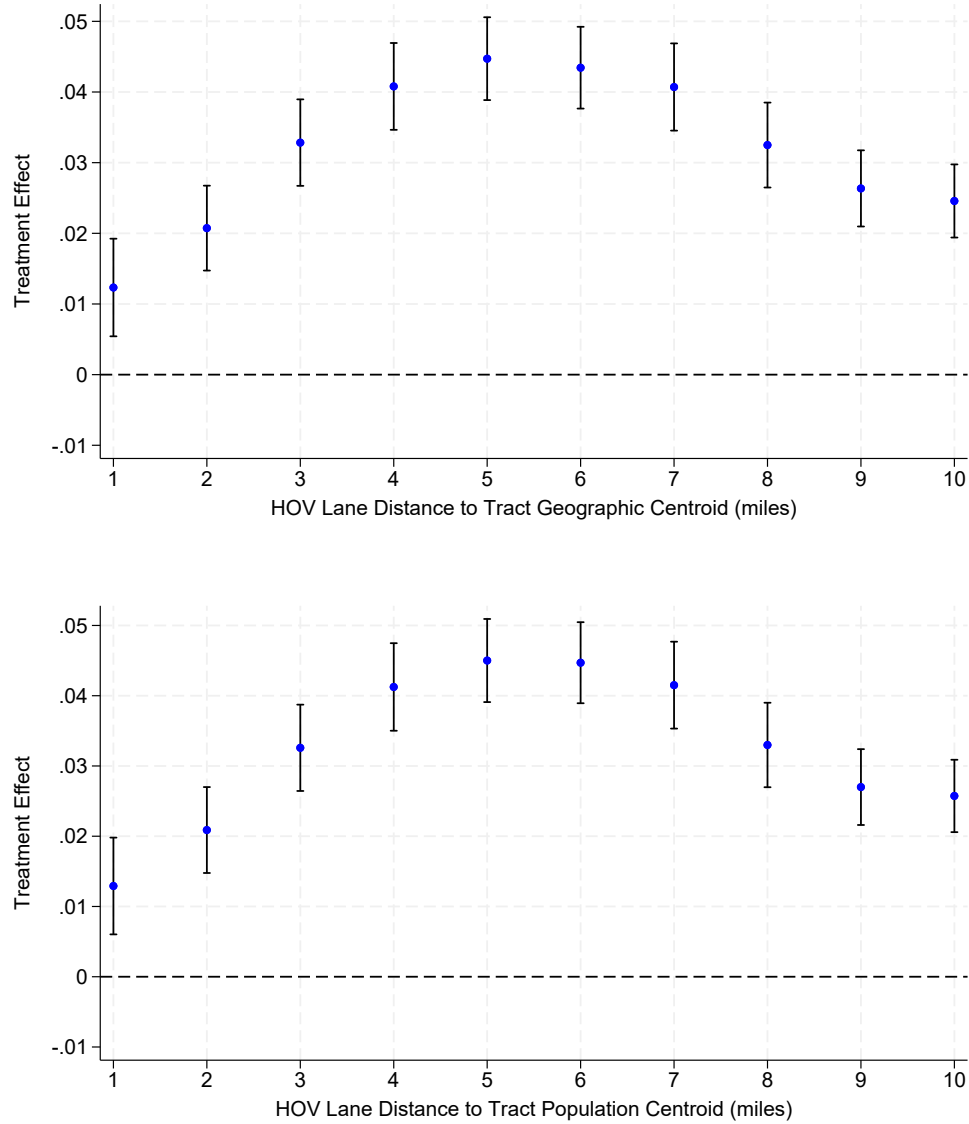 .05
.04
.03
.02
.01
0
-.01
Treatment Effect
1 2 3 4 5 6 7 8 9 10
HOV Lane Distance to Tract Geographic Centroid (miles)
.05
.04
.03
.02
.01
0
-.01
Treatment Effect
1 2 3 4 5 6 7 8 9 10
HOV Lane Distance to Tract Population Centroid (miles)